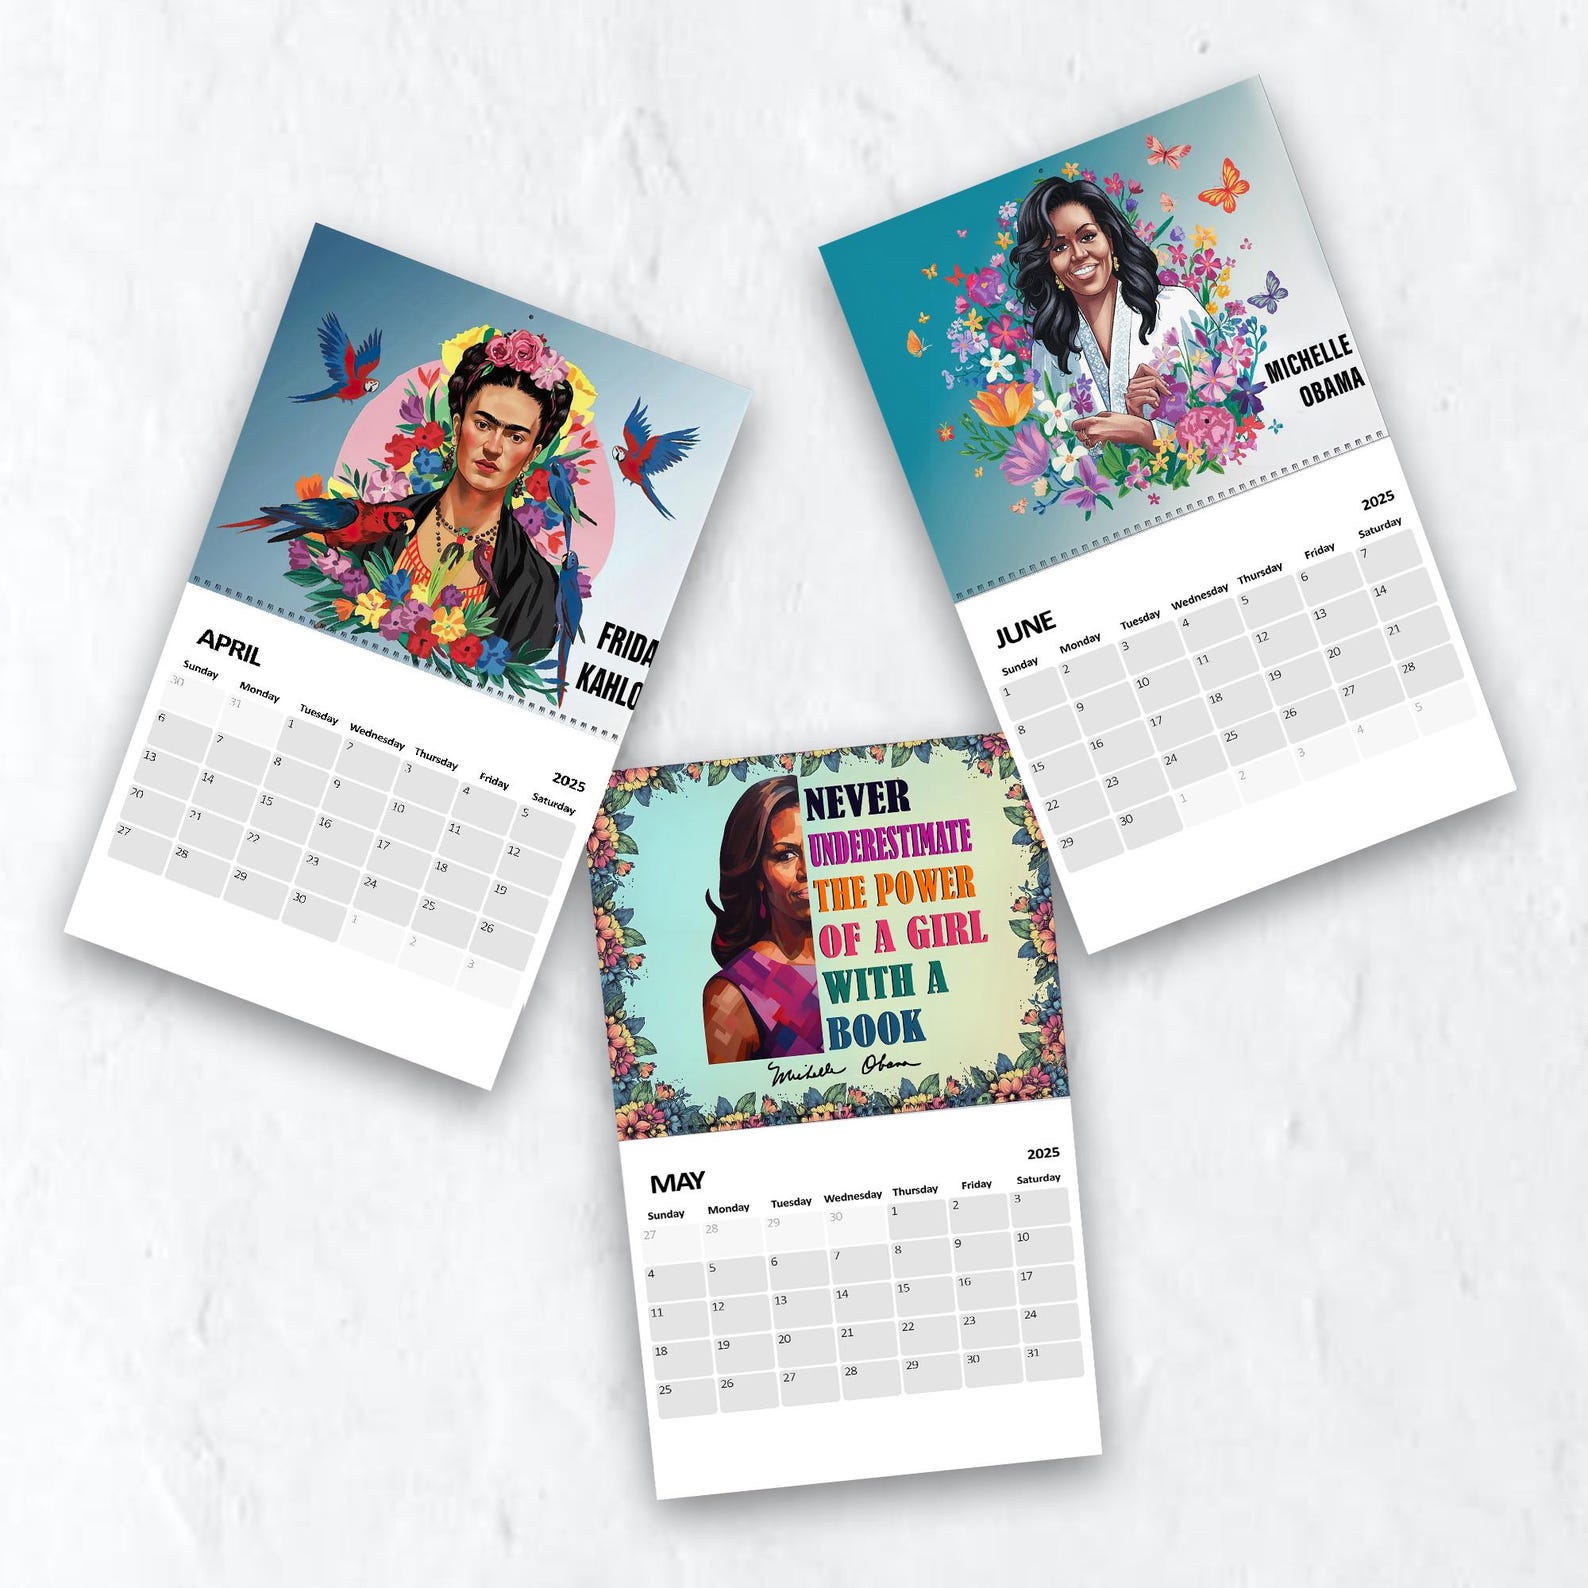 FRIDA
KAHLO
APRIL
2025
Sunday Monday Tuesday Wednesday Thursday Friday Saturday
30 31 1 2 3 4 5
6 7 8 9 10 11 12
13 14 15 16 17 18 19
20 21 22 23 24 25 26
27 28 29 30 1 2 3
MICHELLE
OBAMA
2025
JUNE
Sunday Monday Tuesday Wednesday Thursday Friday Saturday
1 2 3 4 5 6 7
8 9 10 11 12 13 14
15 16 17 18 19 20 21
22 23 24 25 26 27 28
29 30 1 2 3 4 5
NEVER
UNDERESTIMATE
THE POWER
OF A GIRL
WITH A
BOOK
Michelle Obama
2025
MAY
Sunday Monday Tuesday Wednesday Thursday Friday Saturday
27 28 29 30 1 2 3
4 5 6 7 8 9 10
11 12 13 14 15 16 17
18 19 20 21 22 23 24
25 26 27 28 29 30 31